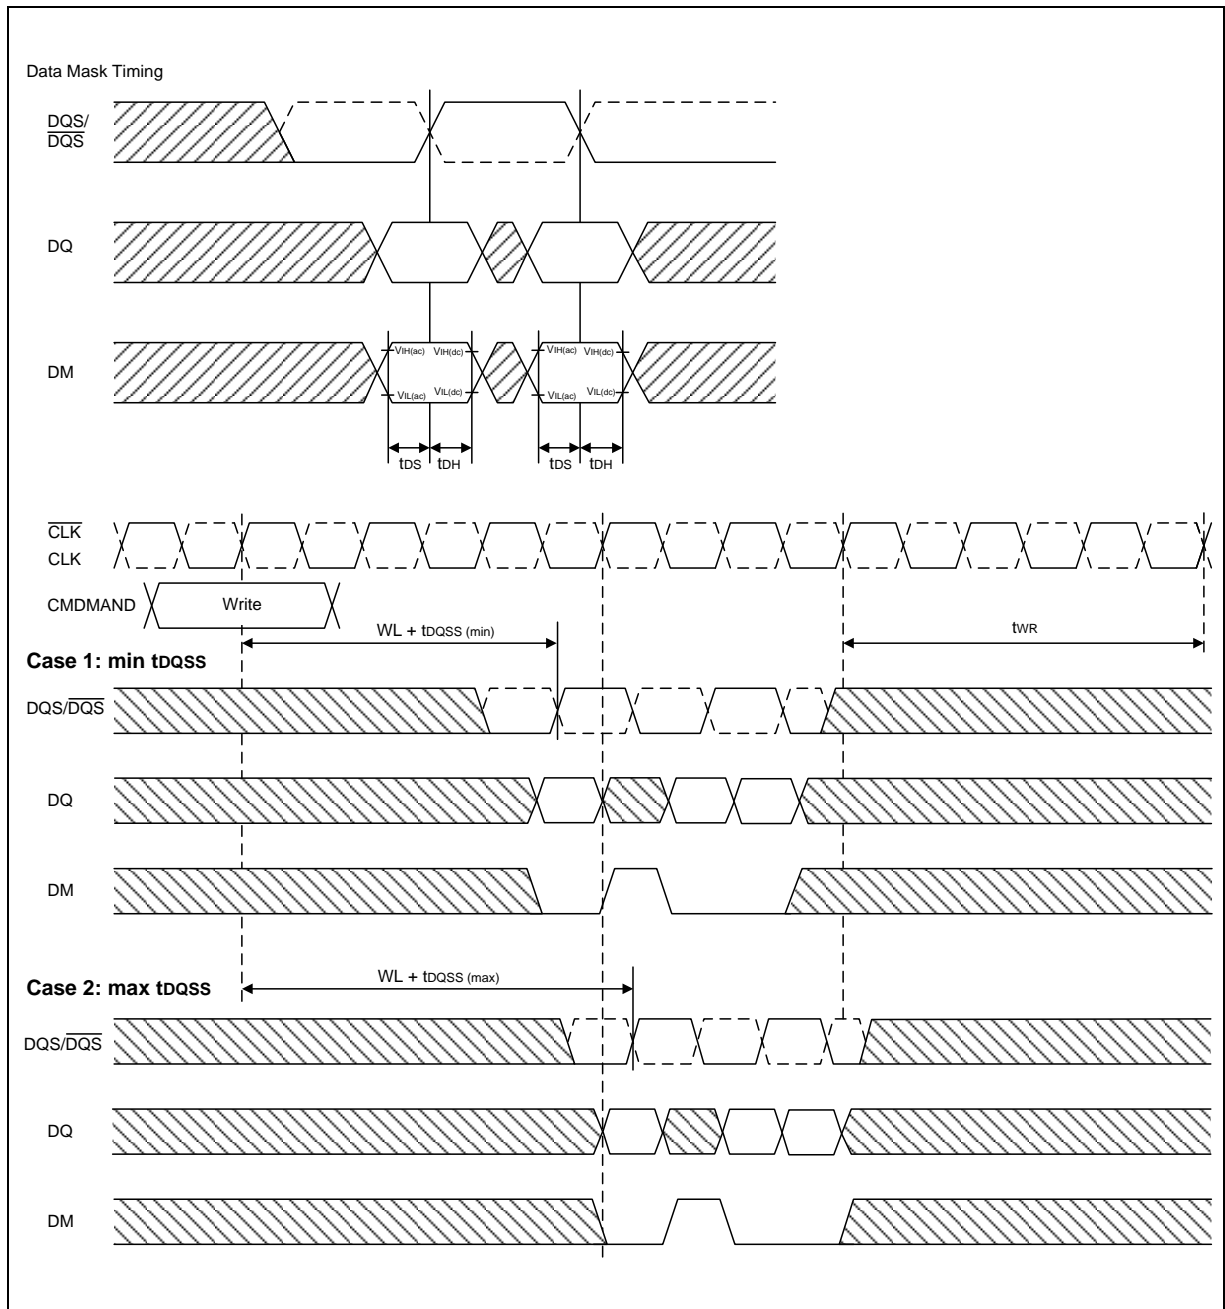 Data Mask Timing
DQS/
DQS
DQ
DM
VIH(ac) VIH(dc) VIH(ac) VIH(dc)
VIL(ac) VIL(dc) VIL(ac) VIL(dc)
tDS tDH tDS tDH
CLK
CLK
CMDMAND Write
WL + tDQSS (min) tWR
Case 1: min tDQSS
DQS/DQS
DQ
DM
WL + tDQSS (max)
Case 2: max tDQSS
DQS/DQS
DQ
DM